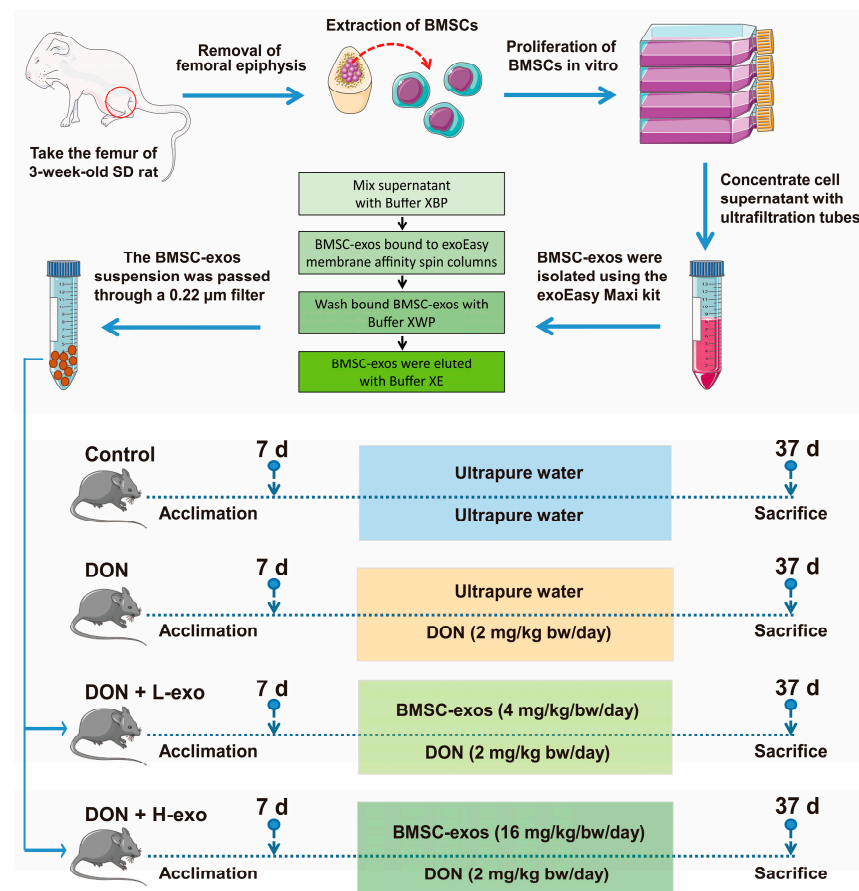 Extraction of BMSCs
Removal of
femoral epiphysis
Proliferation of
BMSCs in vitro
Take the femur of
3-week-old SD rat
Concentrate cell
supernatant with
ultrafiltration tubes
BMSC-exos were
isolated using the
exoEasy Maxi kit
Mix supernatant
with Buffer XBP
BMSC-exos bound to exoEasy
membrane affinity spin columns
Wash bound BMSC-exos with
Buffer XWP
BMSC-exos were eluted
with Buffer XE
The BMSC-exos
suspension was passed
through a 0.22 μm filter
Control
7 d
37 d
Ultrapure water
Acclimation
Ultrapure water
Sacrifice
DON
7 d
37 d
Ultrapure water
Acclimation
DON (2 mg/kg bw/day)
Sacrifice
DON + L-exo
7 d
37 d
BMSC-exos (4 mg/kg/bw/day)
Acclimation
DON (2 mg/kg bw/day)
Sacrifice
DON + H-exo
7 d
37 d
BMSC-exos (16 mg/kg/bw/day)
Acclimation
DON (2 mg/kg bw/day)
Sacrifice